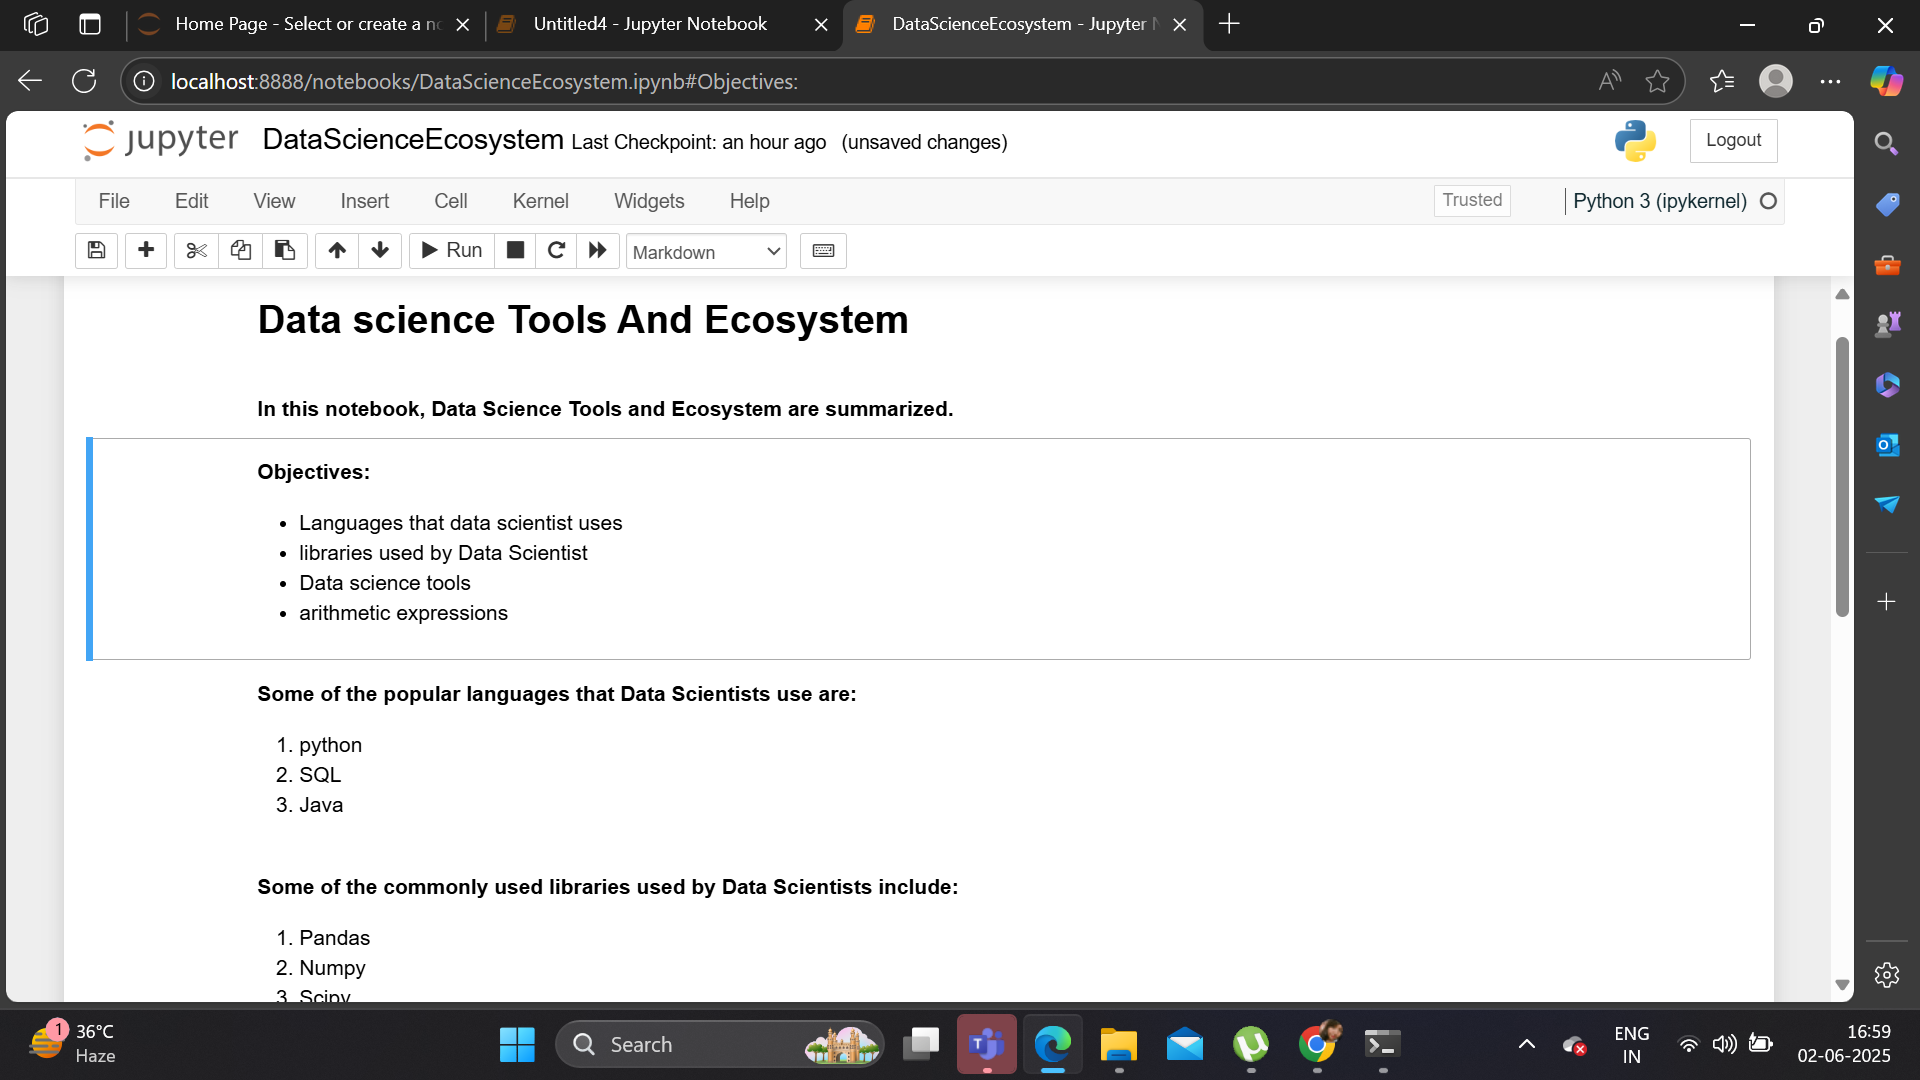 Home Page - Select or create a no
Untitled4 - Jupyter Notebook
DataScienceEcosystem - Jupyter N
localhost:8888/notebooks/DataScienceEcosystem.ipynb#Objectives:
jupyter DataScienceEcosystem Last Checkpoint: an hour ago (unsaved changes)
Logout
File Edit View Insert Cell Kernel Widgets Help
Trusted Python 3 (ipykernel)
Run Markdown
Data science Tools And Ecosystem
In this notebook, Data Science Tools and Ecosystem are summarized.
Objectives:
• Languages that data scientist uses
• libraries used by Data Scientist
• Data science tools
• arithmetic expressions
Some of the popular languages that Data Scientists use are:
1. python
2. SQL
3. Java
Some of the commonly used libraries used by Data Scientists include:
1. Pandas
2. Numpy
3. Scipy
1
36°C
Haze
Search
ENG
IN
16:59
02-06-2025